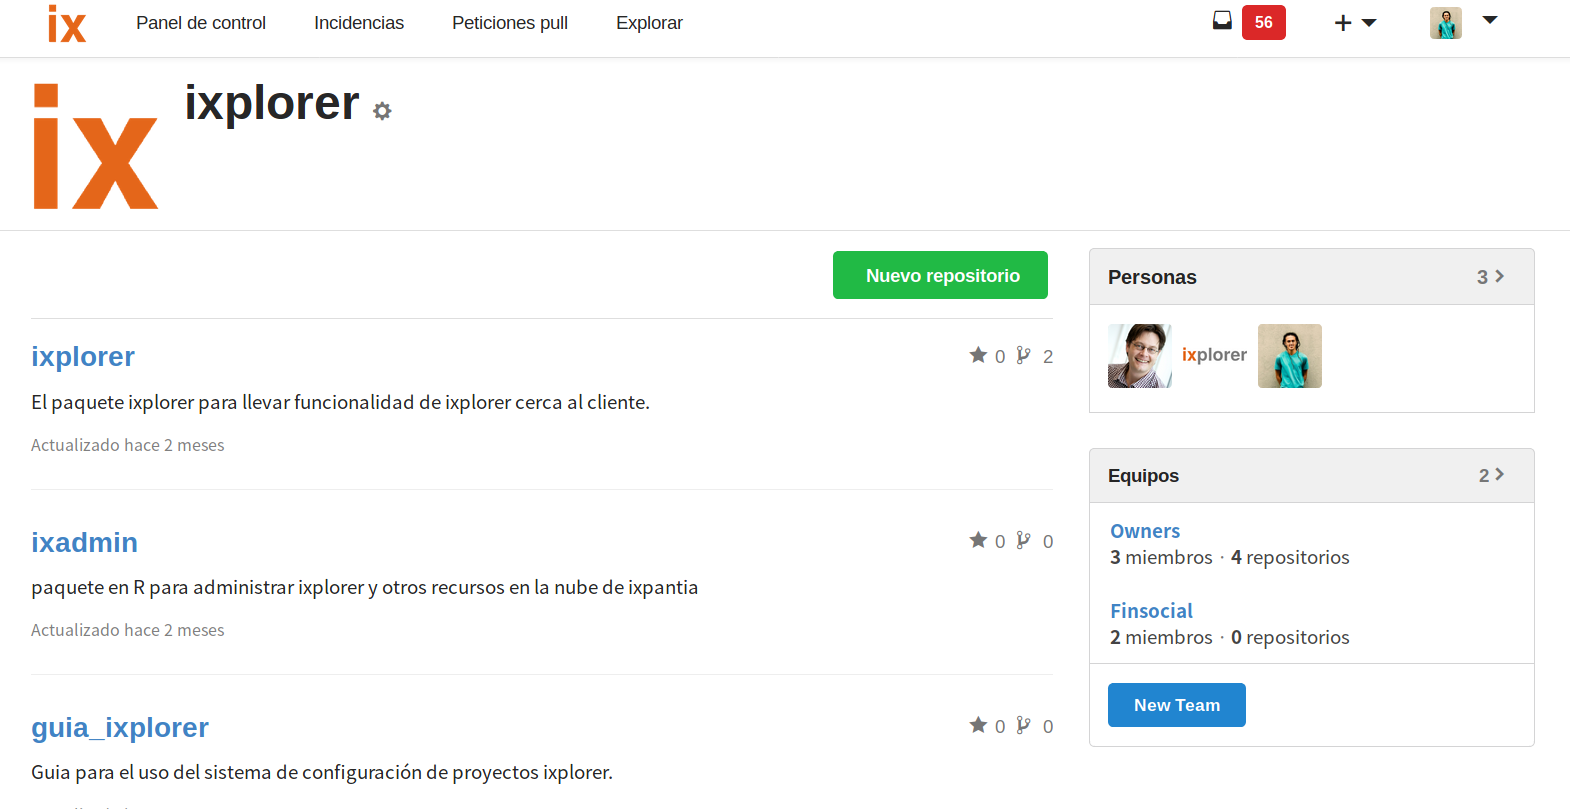 ix Panel de control Incidencias Peticiones pull Explorar 56
ix ixplorer
Nuevo repositorio
ixplorer 0 2
El paquete ixplorer para llevar funcionalidad de ixplorer cerca al cliente.
Actualizado hace 2 meses
ixadmin 0 0
paquete en R para administrar ixplorer y otros recursos en la nube de ixpantia
Actualizado hace 2 meses
guia_ixplorer 0 0
Guia para el uso del sistema de configuración de proyectos ixplorer.
Personas 3
ixplorer
Equipos 2
Owners
3 miembros · 4 repositorios
Finsocial
2 miembros · 0 repositorios
New Team